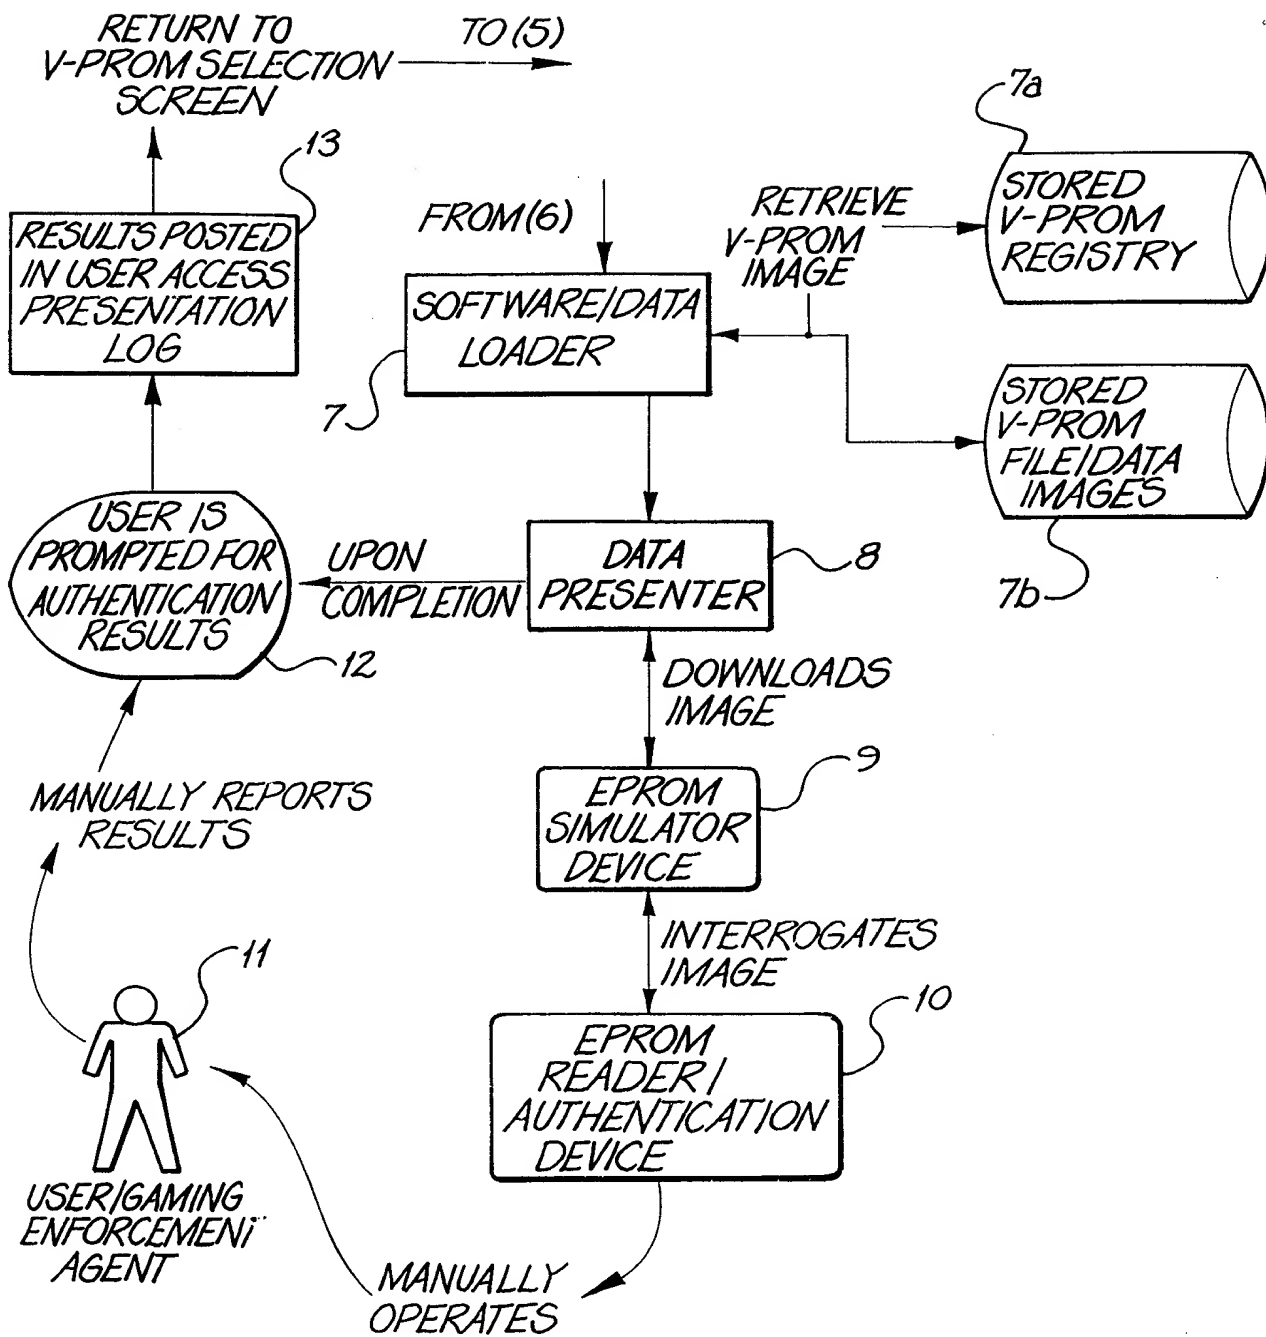 RETURN TO
V-PROM SELECTION
SCREEN
TO (5)
13
RESULTS POSTED
IN USER ACCESS
PRESENTATION
LOG
FROM (6)
RETRIEVE
V-PROM
IMAGE
7a
STORED
V-PROM
REGISTRY
SOFTWARE/DATA
LOADER
7
STORED
V-PROM
FILE/DATA
IMAGES
7b
USER IS
PROMPTED FOR
AUTHENTICATION
RESULTS
12
UPON
COMPLETION
DATA
PRESENTER
8
DOWNLOADS
IMAGE
MANUALLY REPORTS
RESULTS
EPROM
SIMULATOR
DEVICE
9
INTERROGATES
IMAGE
11
USER/GAMING
ENFORCEMENT
AGENT
EPROM
READER/
AUTHENTICATION
DEVICE
10
MANUALLY
OPERATES